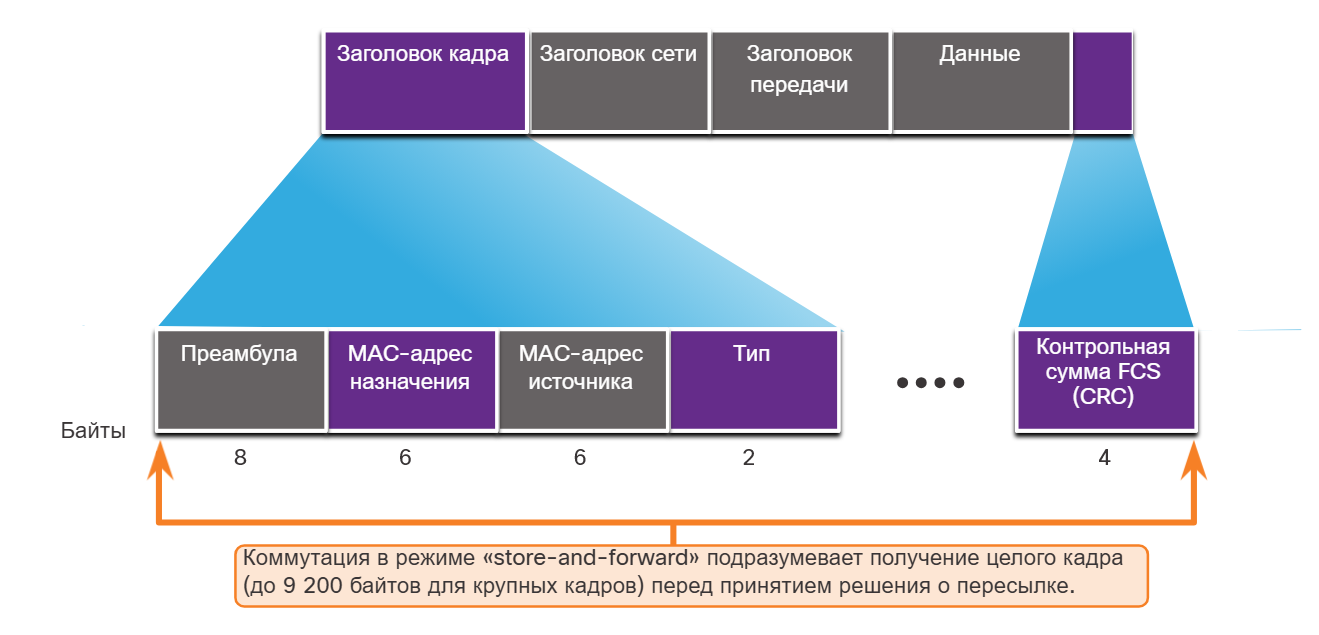 Заголовок кадра
Заголовок сети
Заголовок
передачи
Данные
Преамбула
MAC-адрес
назначения
MAC-адрес
источника
Тип
Контрольная
сумма FCS
(CRC)
Байты
8
6
6
2
4
Коммутация в режиме «store-and-forward» подразумевает получение целого кадра
(до 9 200 байтов для крупных кадров) перед принятием решения о пересылке.